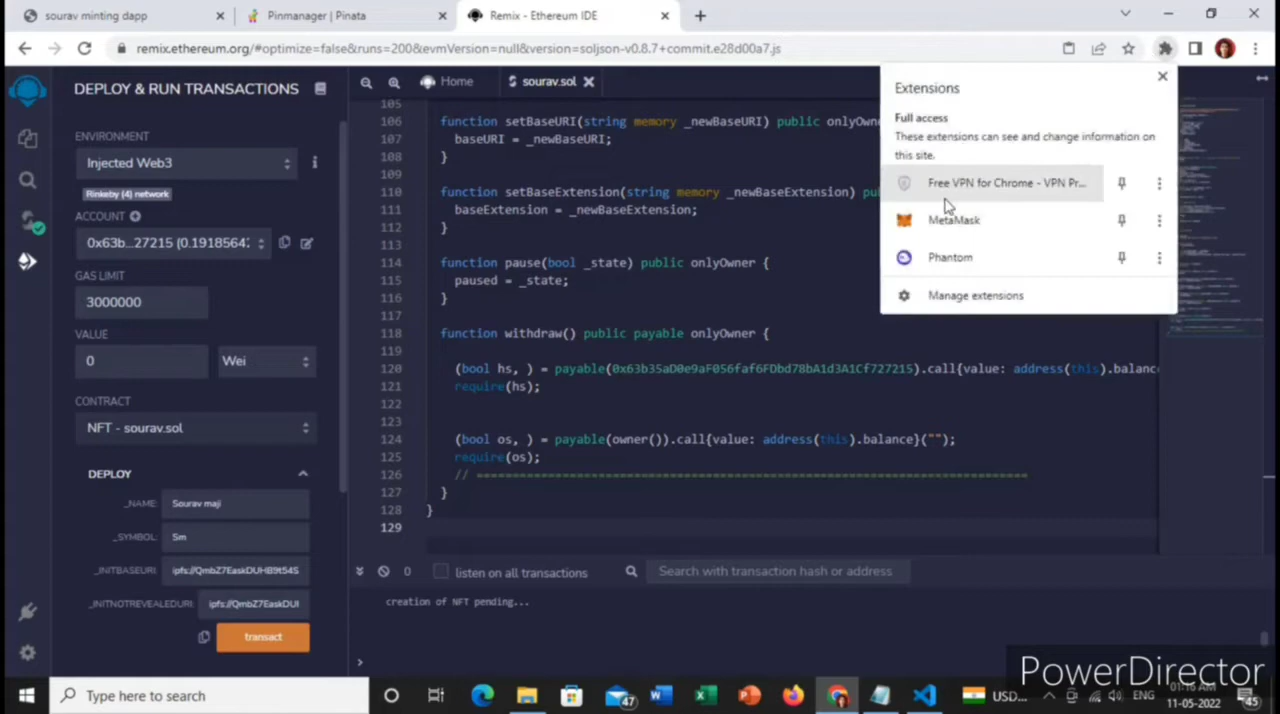 sourav minting dapp
Pinmanager | Pinata
Remix - Ethereum IDE
remix.ethereum.org/#optimize=false&runs=200&evmVersion=null&version=soljson-v0.8.7+commit.e28d00a7.js
DEPLOY & RUN TRANSACTIONS
ENVIRONMENT
Injected Web3
Rinkeby (4) network
ACCOUNT
0x63b...27215 (0.1918564
GAS LIMIT
3000000
VALUE
0 Wei
CONTRACT
NFT - sourav.sol
DEPLOY
_NAME: Sourav maji
_SYMBOL: Sm
_INITBASEURI: ipfs://QmbZ7EaskDUHB9t54S
_INITNOTREVEALEDURI: ipfs://QmbZ7EaskDUI
transact
Home
sourav.sol
105
106 function setBaseURI(string memory _newBaseURI) public onlyOwne
107 baseURI = _newBaseURI;
108 }
109
110 function setBaseExtension(string memory _newBaseExtension) pu
111 baseExtension = _newBaseExtension;
112 }
113
114 function pause(bool _state) public onlyOwner {
115 paused = _state;
116 }
117
118 function withdraw() public payable onlyOwner {
119
120 (bool hs, ) = payable(0x63b35aD0e9aF056faf6FDbd78bA1d3A1Cf727215).call{value: address(this).balanc
121 require(hs);
122
123
124 (bool os, ) = payable(owner()).call{value: address(this).balance}("");
125 require(os);
126 // =============================================================================
127 }
128 }
129
Extensions
Full access
These extensions can see and change information on
this site.
Free VPN for Chrome - VPN Pr...
MetaMask
Phantom
Manage extensions
0
listen on all transactions
Search with transaction hash or address
creation of NFT pending...
>
PowerDirector
Type here to search
47
USD...
ENG
01:16 AM
11-05-2022
45